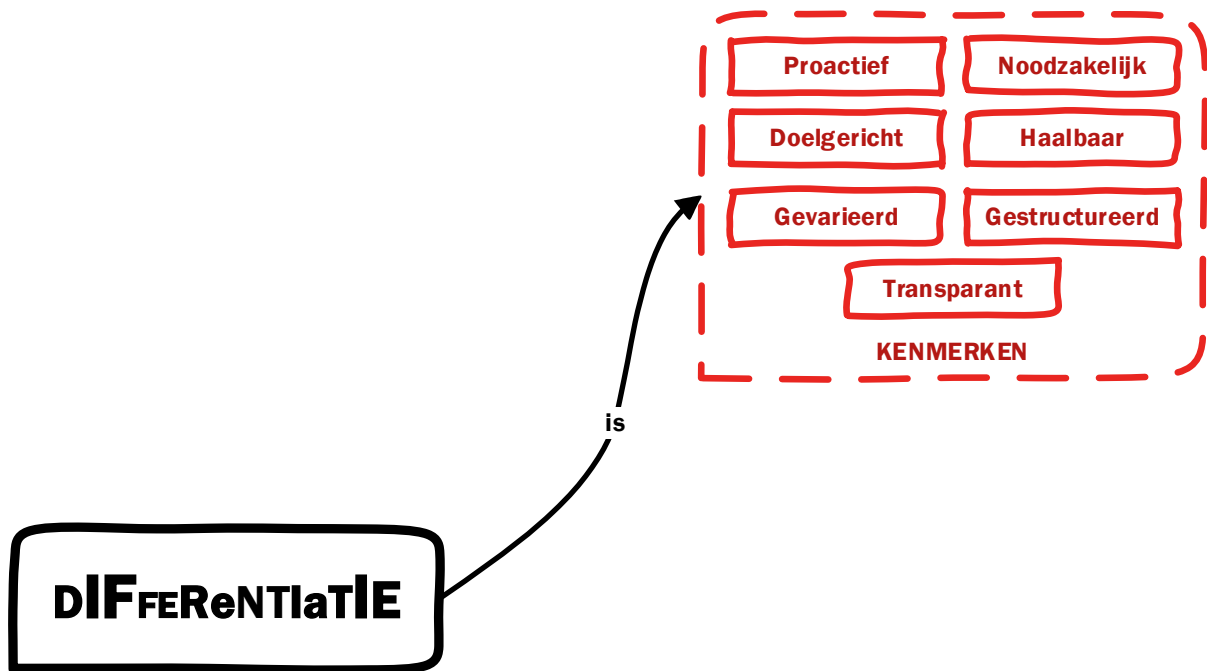 Proactief Noodzakelijk
Doelgericht Haalbaar
Gevarieerd Gestructureerd
Transparant
KENMERKEN
is
DIFFEReNTIaTIE